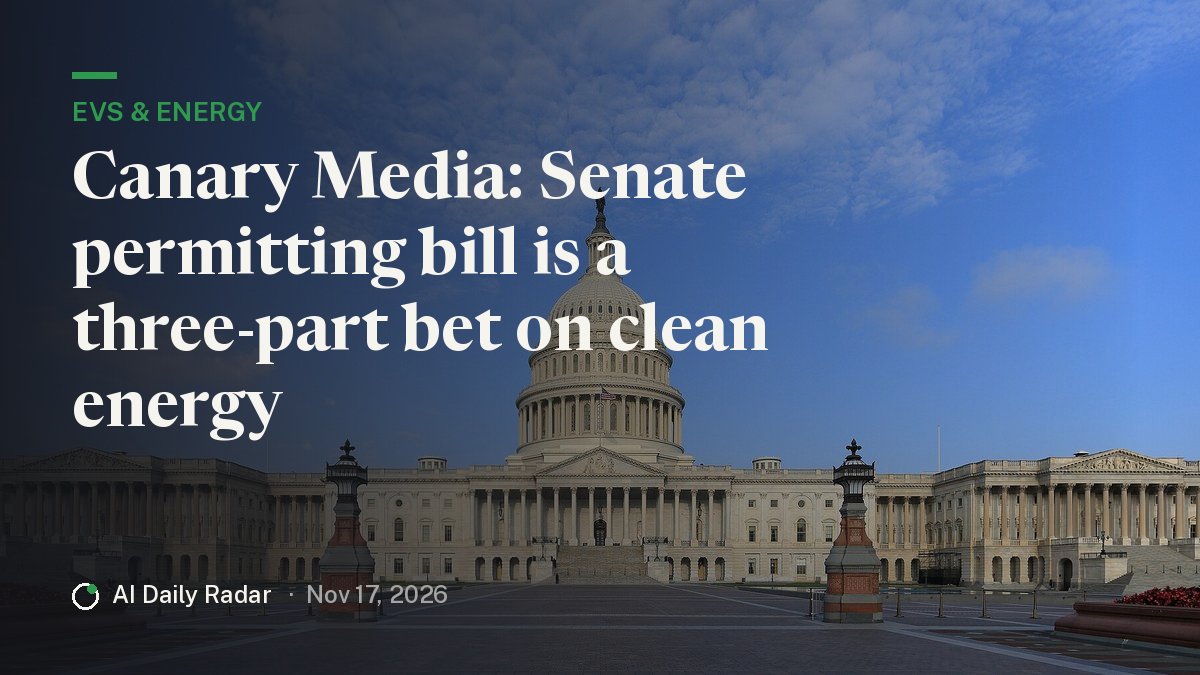 EVS & ENERGY
Canary Media: Senate
permitting bill is a
three-part bet on clean
energy
AI Daily Radar · Nov 17, 2026